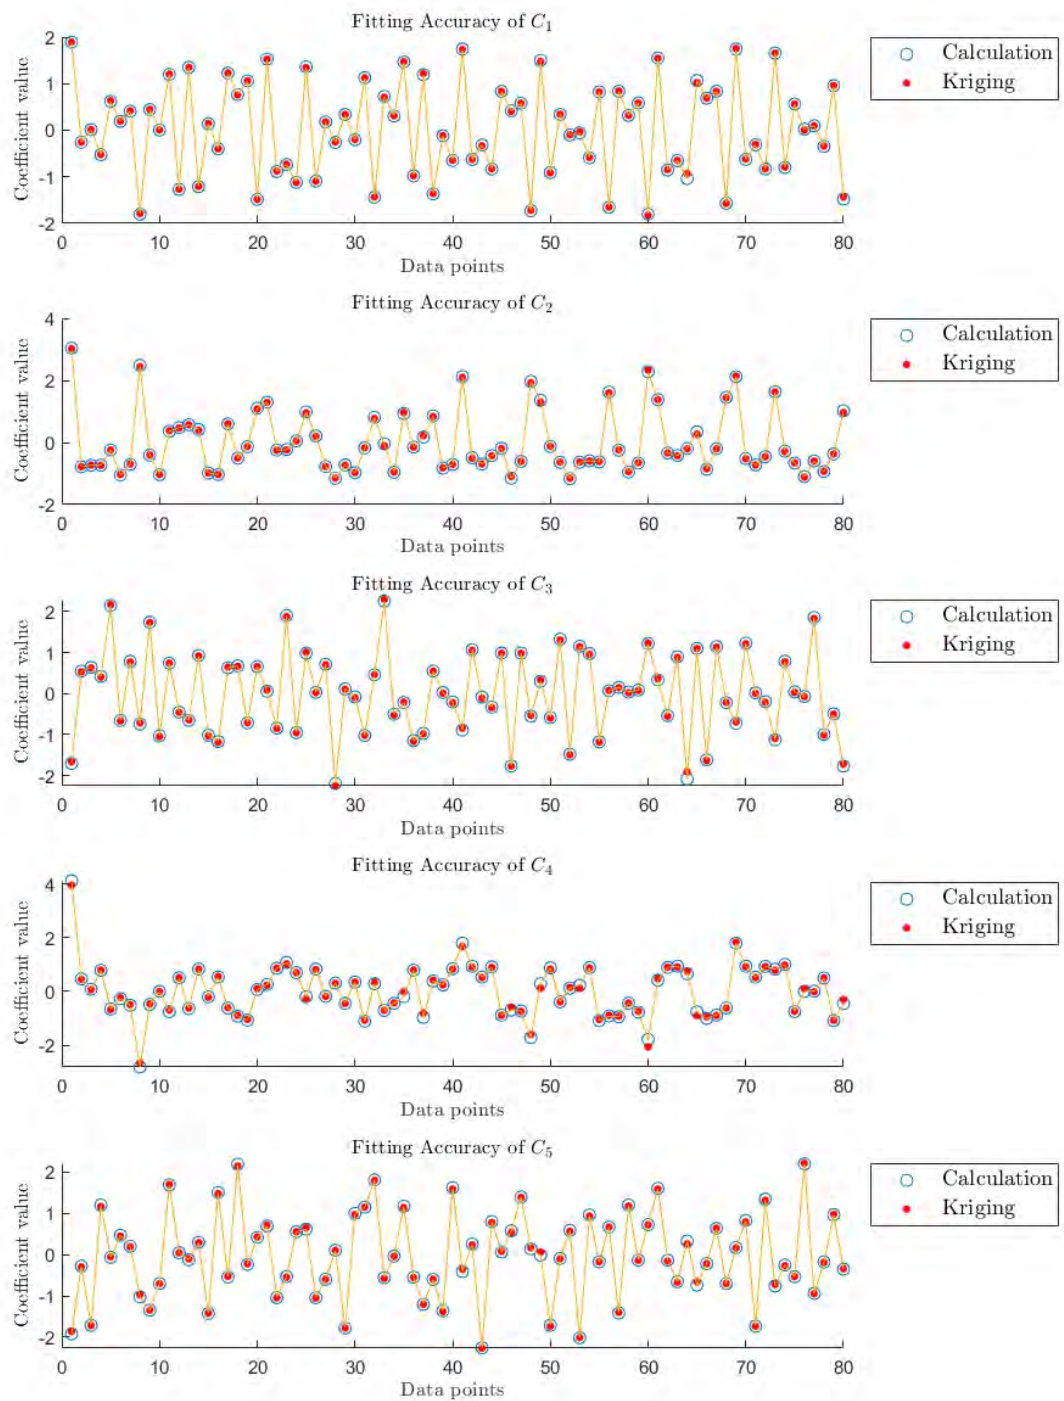 Fitting Accuracy of C₁
Coefficient value
2
1
0
-1
-2
0 10 20 30 40 50 60 70 80
Data points
Calculation
Kriging
Fitting Accuracy of C₂
Coefficient value
4
2
0
-2
0 10 20 30 40 50 60 70 80
Data points
Calculation
Kriging
Fitting Accuracy of C₃
Coefficient value
2
1
0
-1
-2
0 10 20 30 40 50 60 70 80
Data points
Calculation
Kriging
Fitting Accuracy of C₄
Coefficient value
4
2
0
-2
0 10 20 30 40 50 60 70 80
Data points
Calculation
Kriging
Fitting Accuracy of C₅
Coefficient value
2
1
0
-1
-2
0 10 20 30 40 50 60 70 80
Data points
Calculation
Kriging